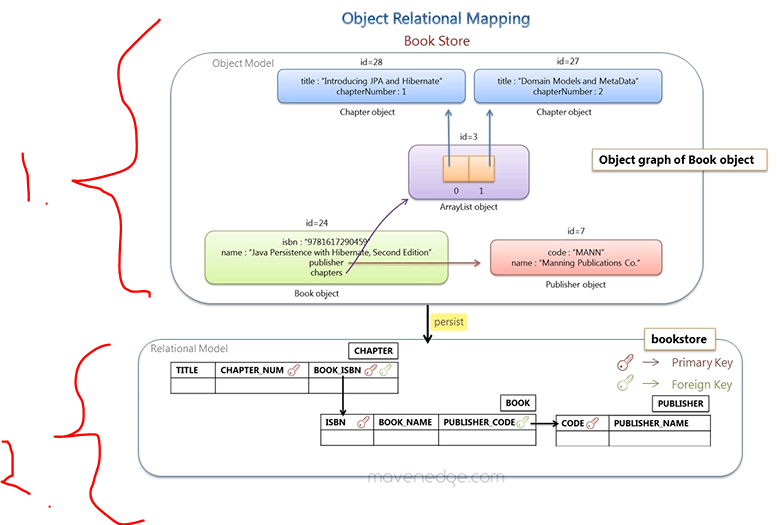 Object Relational Mapping
Book Store
Object Model
id=28
id=27
title : "Introducing JPA and Hibernate"
chapterNumber : 1
title : "Domain Models and MetaData"
chapterNumber : 2
Chapter object
Chapter object
id=3
0 1
ArrayList object
Object graph of Book object
1.
id=24
isbn : "9781617290459"
name : "Java Persistence with Hibernate, Second Edition"
publisher
chapters
Book object
id=7
code : "MANN"
name : "Manning Publications Co."
Publisher object
persist
Relational Model
bookstore
Primary Key
Foreign Key
CHAPTER
TITLE CHAPTER_NUM BOOK_ISBN
BOOK
ISBN BOOK_NAME PUBLISHER_CODE
PUBLISHER
CODE PUBLISHER_NAME
2.
mavenedge.com